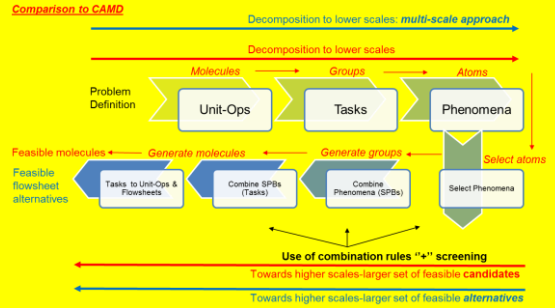 Comparison to CAMD
Decomposition to lower scales: multi-scale approach
Decomposition to lower scales
Molecules
Groups
Atoms
Problem
Definition
Unit-Ops
Tasks
Phenomena
Select atoms
Feasible molecules
Generate molecules
Generate groups
Feasible
flowsheet
alternatives
Tasks to Unit-Ops &
Flowsheets
Combine SPBs
(Tasks)
Combine
Phenomena (SPBs)
Select Phenomena
Use of combination rules ‘'+’' screening
Towards higher scales-larger set of feasible candidates
Towards higher scales-larger set of feasible alternatives